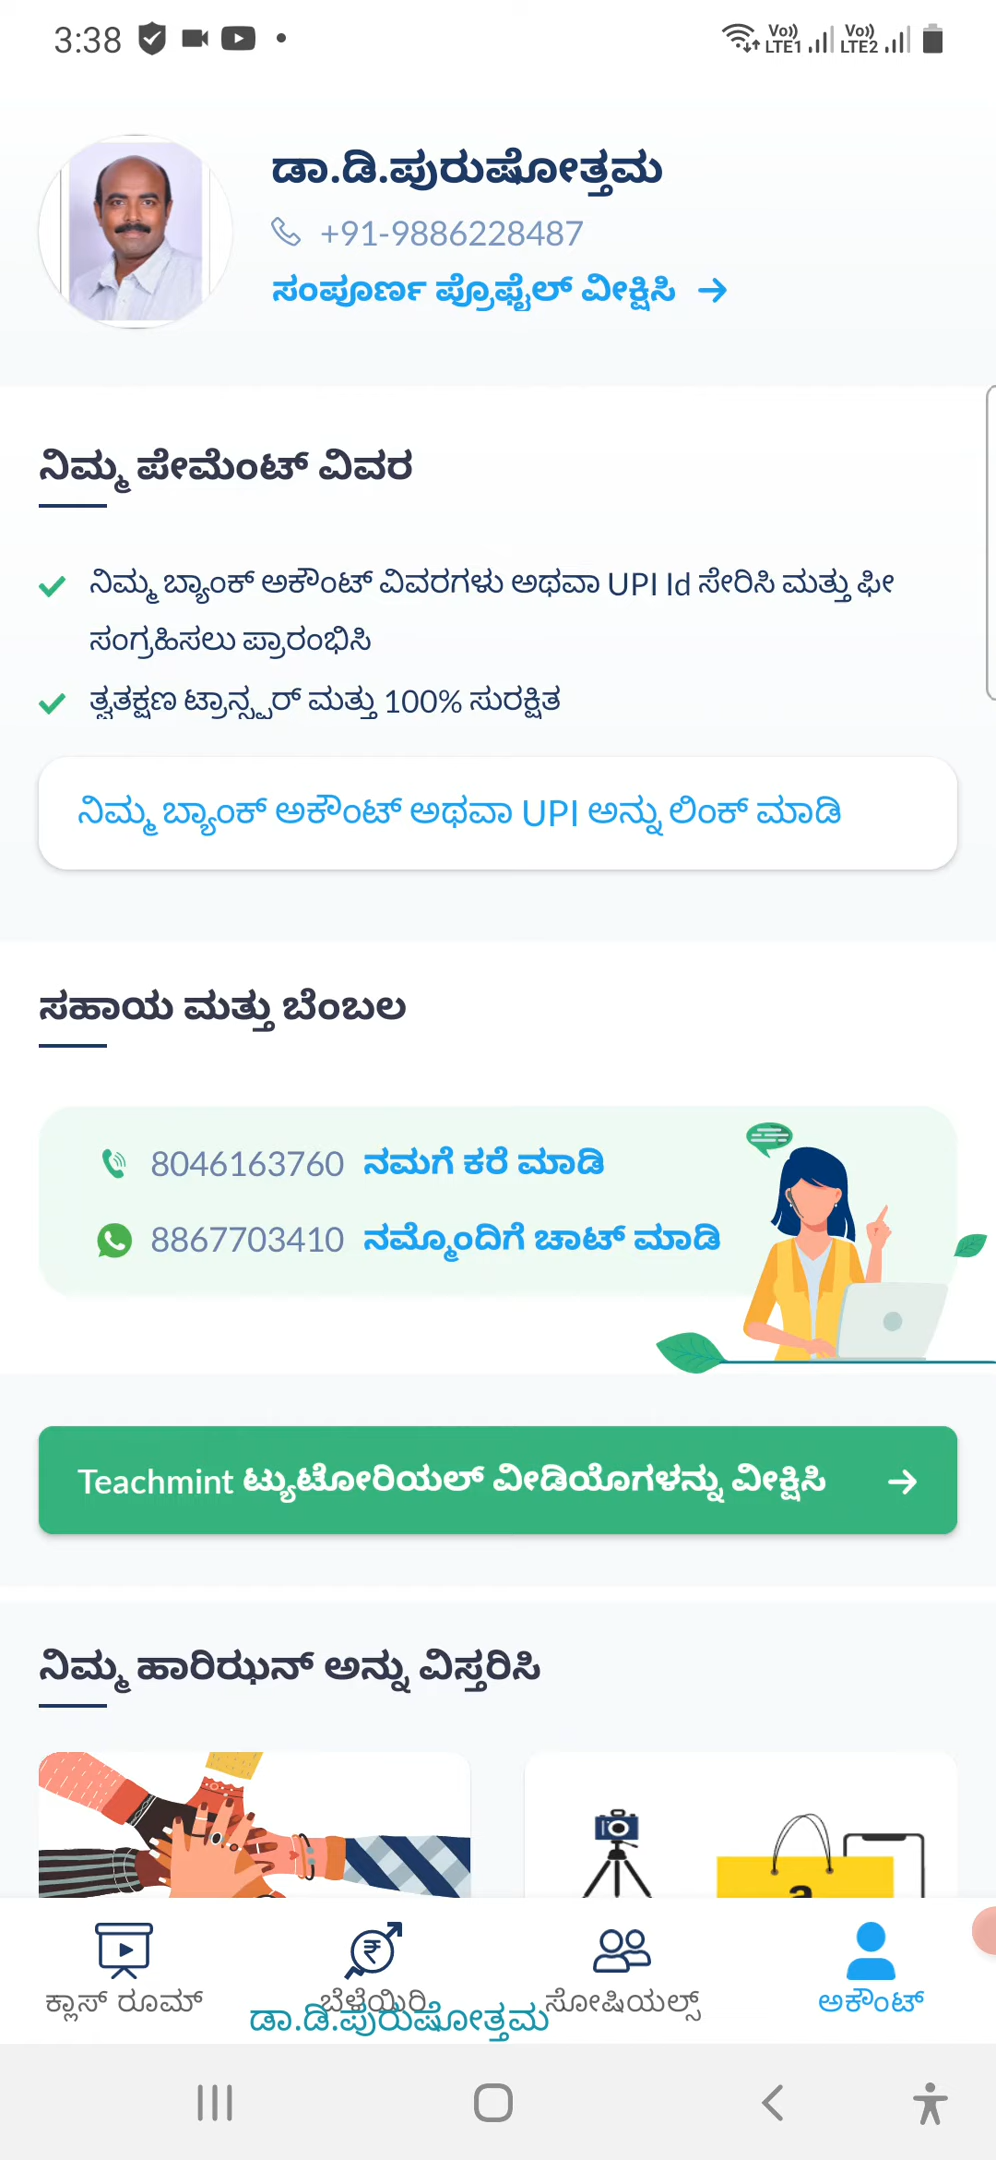 3:38
Vo)) LTE1 Vo)) LTE2
ಡಾ.ಡಿ.ಪುರುಷೋತ್ತಮ
+91-9886228487
ಸಂಪೂರ್ಣ ಪ್ರೊಫೈಲ್ ವೀಕ್ಷಿಸಿ
ನಿಮ್ಮ ಪೇಮೆಂಟ್ ವಿವರ
ನಿಮ್ಮ ಬ್ಯಾಂಕ್ ಅಕೌಂಟ್ ವಿವರಗಳು ಅಥವಾ UPI Id ಸೇರಿಸಿ ಮತ್ತು ಫೀ
ಸಂಗ್ರಹಿಸಲು ಪ್ರಾರಂಭಿಸಿ
ತ್ವತಕ್ಷಣ ಟ್ರಾನ್ಸ್ಫರ್ ಮತ್ತು 100% ಸುರಕ್ಷಿತ
ನಿಮ್ಮ ಬ್ಯಾಂಕ್ ಅಕೌಂಟ್ ಅಥವಾ UPI ಅನ್ನು ಲಿಂಕ್ ಮಾಡಿ
ಸಹಾಯ ಮತ್ತು ಬೆಂಬಲ
8046163760 ನಮಗೆ ಕರೆ ಮಾಡಿ
8867703410 ನಮ್ಮೊಂದಿಗೆ ಚಾಟ್ ಮಾಡಿ
Teachmint ಟ್ಯುಟೋರಿಯಲ್ ವೀಡಿಯೊಗಳನ್ನು ವೀಕ್ಷಿಸಿ
ನಿಮ್ಮ ಹಾರಿಝನ್ ಅನ್ನು ವಿಸ್ತರಿಸಿ
a
ಕ್ಲಾಸ್ ರೂಮ್ ಬೆಳೆಯಿರಿ ಸೋಷಿಯಲ್ಸ್ ಅಕೌಂಟ್
ಡಾ.ಡಿ.ಪುರುಷೋತ್ತಮ